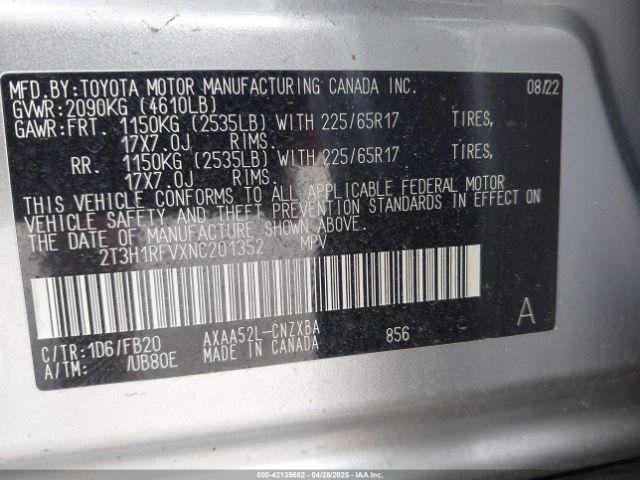 MFD.BY:TOYOTA MOTOR MANUFACTURING CANADA INC. 08/22
GVWR:2090KG (4610LB)
GAWR:FRT. 1150KG (2535LB) WITH 225/65R17 TIRES,
17X7.0J RIMS.
RR. 1150KG (2535LB) WITH 225/65R17 TIRES,
17X7.0J RIMS
THIS VEHICLE CONFORMS TO ALL APPLICABLE FEDERAL MOTOR
VEHICLE SAFETY AND THEFT PREVENTION STANDARDS IN EFFECT ON
THE DATE OF MANUFACTURE SHOWN ABOVE.
2T3H1RFVXNC201352 MPV
C/TR:1D6/FB20 AXAA52L-CNZXBA 856 A
A/TM: /UB80E MADE IN CANADA
000-42135682 | 04/28/2025 | IAAI.COM